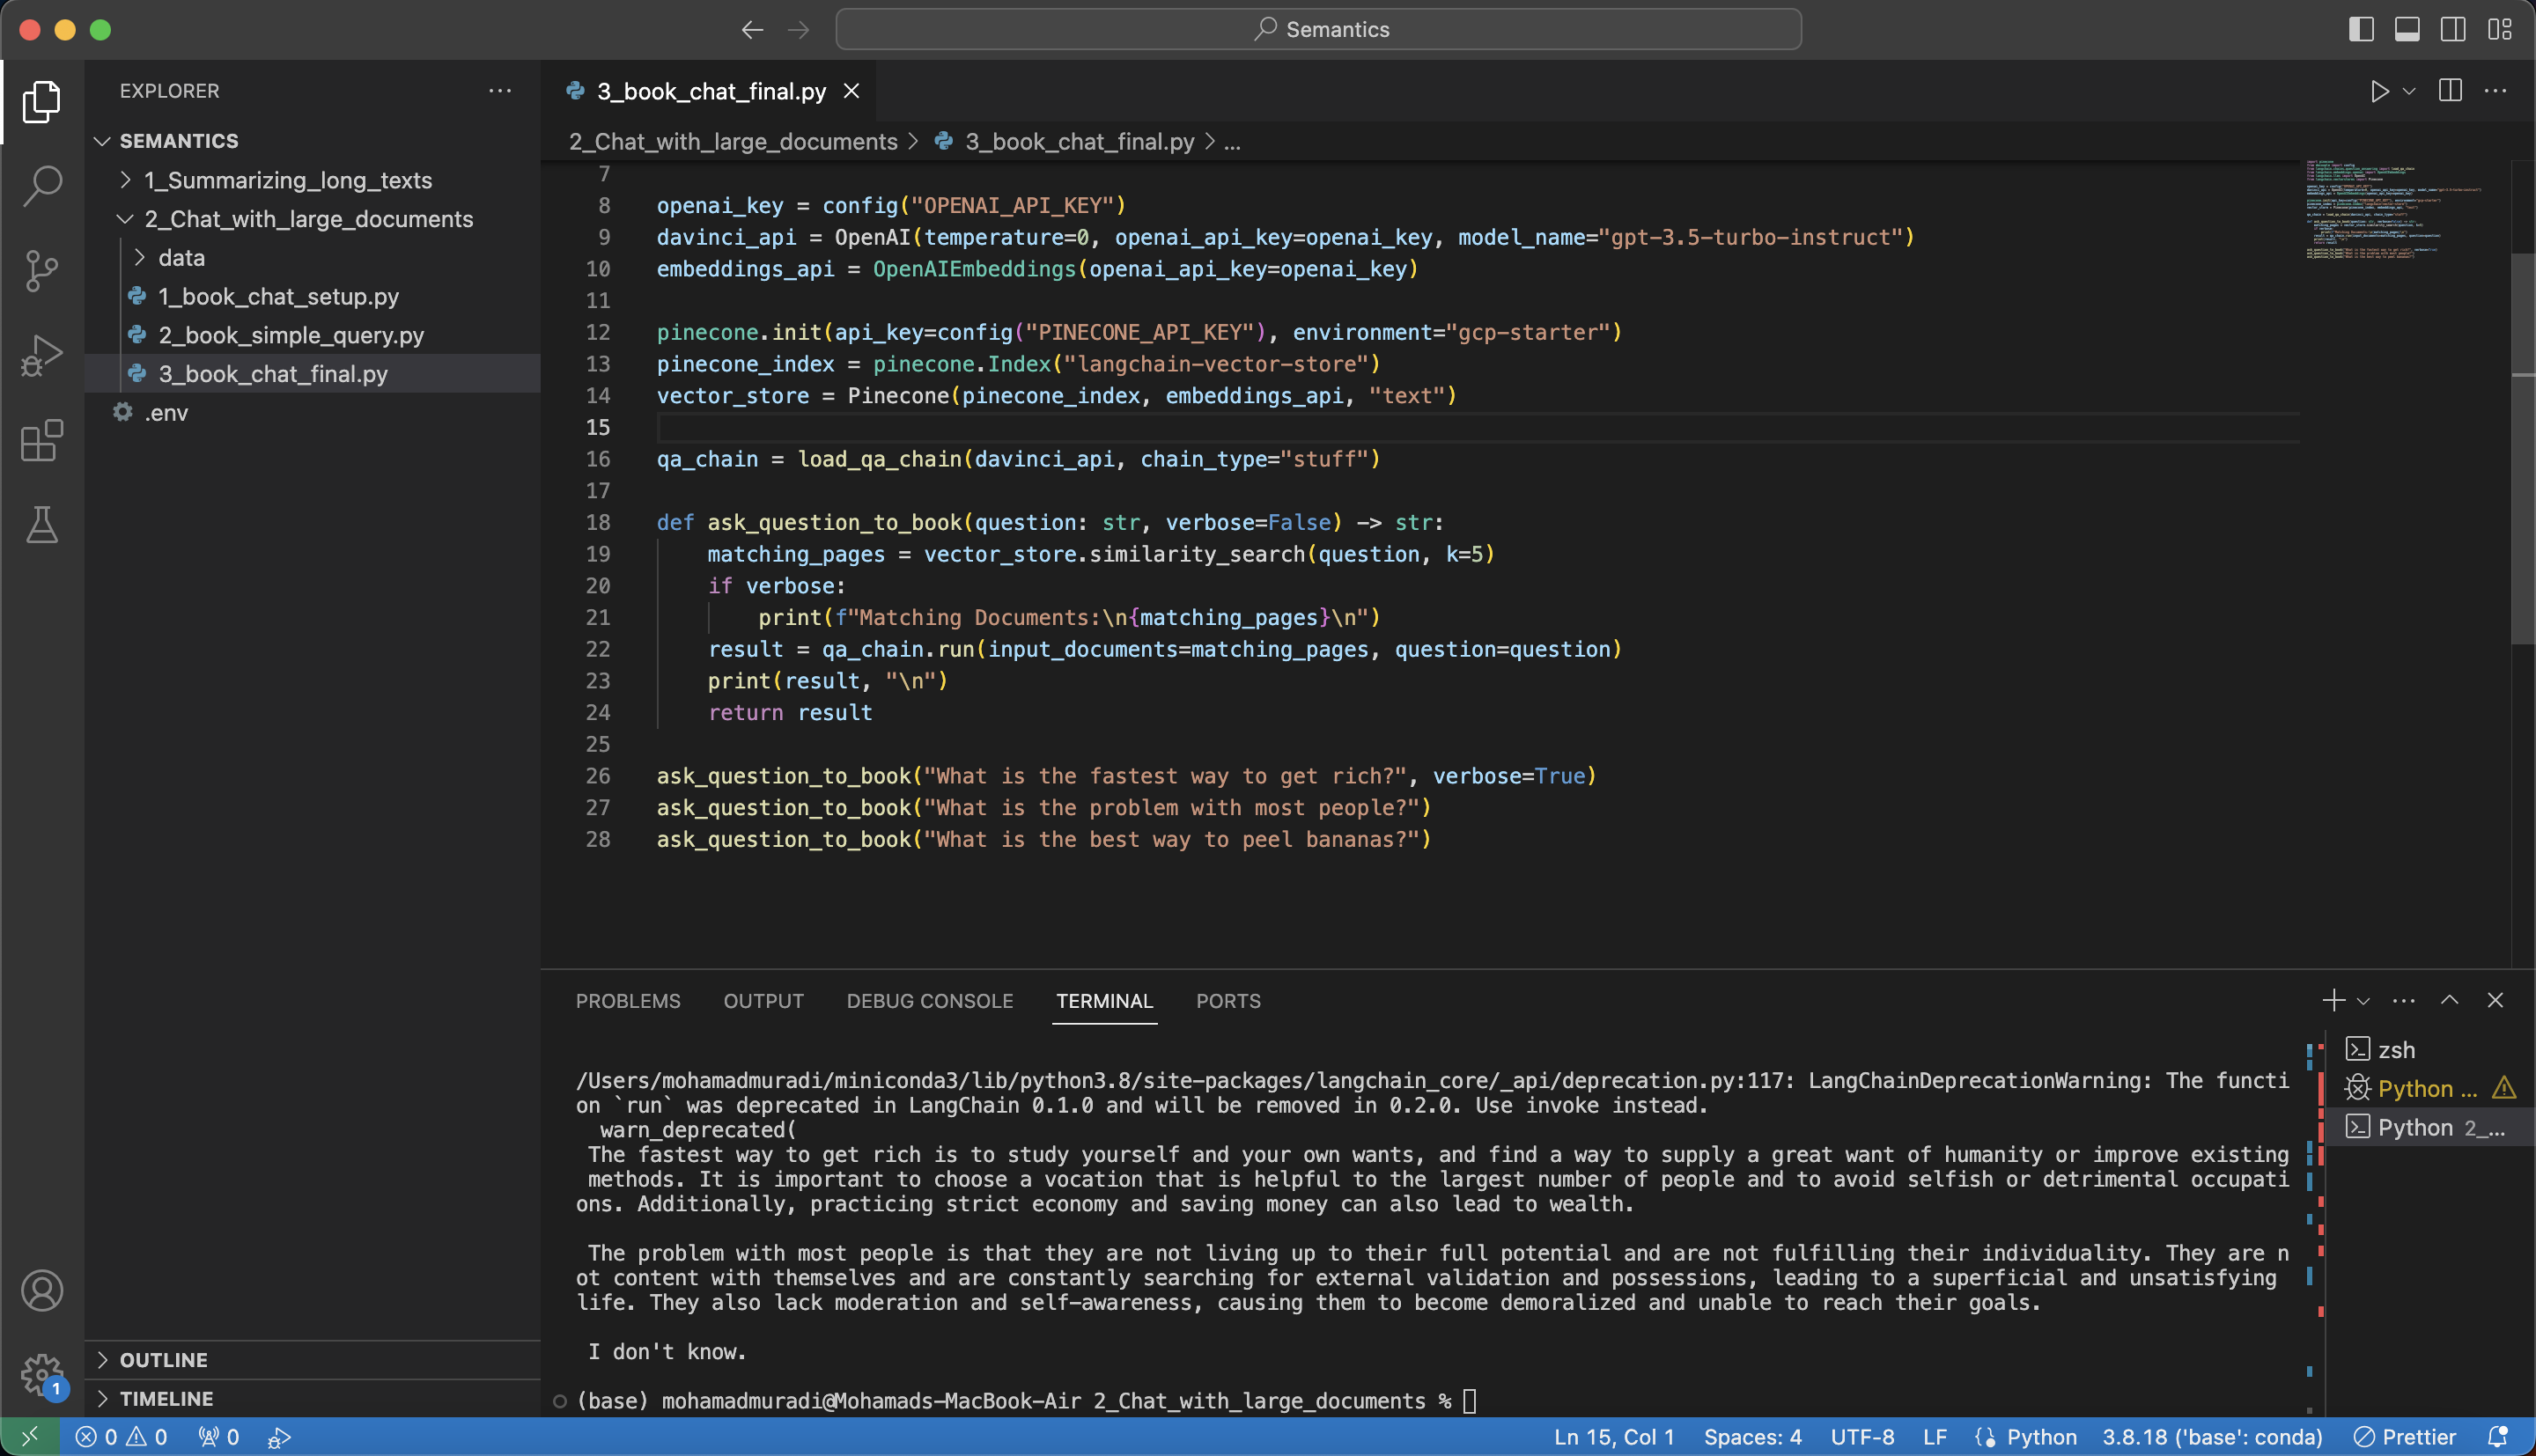 Semantics
EXPLORER
SEMANTICS
1_Summarizing_long_texts
2_Chat_with_large_documents
data
1_book_chat_setup.py
2_book_simple_query.py
3_book_chat_final.py
.env
OUTLINE
TIMELINE
3_book_chat_final.py
2_Chat_with_large_documents > 3_book_chat_final.py > ...
7
8 openai_key = config("OPENAI_API_KEY")
9 davinci_api = OpenAI(temperature=0, openai_api_key=openai_key, model_name="gpt-3.5-turbo-instruct")
10 embeddings_api = OpenAIEmbeddings(openai_api_key=openai_key)
11
12 pinecone.init(api_key=config("PINECONE_API_KEY"), environment="gcp-starter")
13 pinecone_index = pinecone.Index("langchain-vector-store")
14 vector_store = Pinecone(pinecone_index, embeddings_api, "text")
15
16 qa_chain = load_qa_chain(davinci_api, chain_type="stuff")
17
18 def ask_question_to_book(question: str, verbose=False) -> str:
19     matching_pages = vector_store.similarity_search(question, k=5)
20     if verbose:
21         print(f"Matching Documents:\n{matching_pages}\n")
22     result = qa_chain.run(input_documents=matching_pages, question=question)
23     print(result, "\n")
24     return result
25
26 ask_question_to_book("What is the fastest way to get rich?", verbose=True)
27 ask_question_to_book("What is the problem with most people?")
28 ask_question_to_book("What is the best way to peel bananas?")
PROBLEMS OUTPUT DEBUG CONSOLE TERMINAL PORTS
/Users/mohamadmuradi/miniconda3/lib/python3.8/site-packages/langchain_core/_api/deprecation.py:117: LangChainDeprecationWarning: The functi
on `run` was deprecated in LangChain 0.1.0 and will be removed in 0.2.0. Use invoke instead.
  warn_deprecated(
 The fastest way to get rich is to study yourself and your own wants, and find a way to supply a great want of humanity or improve existing
 methods. It is important to choose a vocation that is helpful to the largest number of people and to avoid selfish or detrimental occupati
ons. Additionally, practicing strict economy and saving money can also lead to wealth.
 The problem with most people is that they are not living up to their full potential and are not fulfilling their individuality. They are n
ot content with themselves and are constantly searching for external validation and possessions, leading to a superficial and unsatisfying
life. They also lack moderation and self-awareness, causing them to become demoralized and unable to reach their goals.
 I don't know.
(base) mohamadmuradi@Mohamads-MacBook-Air 2_Chat_with_large_documents %
zsh
Python ...
Python 2_...
1
0 0 0
Ln 15, Col 1 Spaces: 4 UTF-8 LF Python 3.8.18 ('base': conda) Prettier